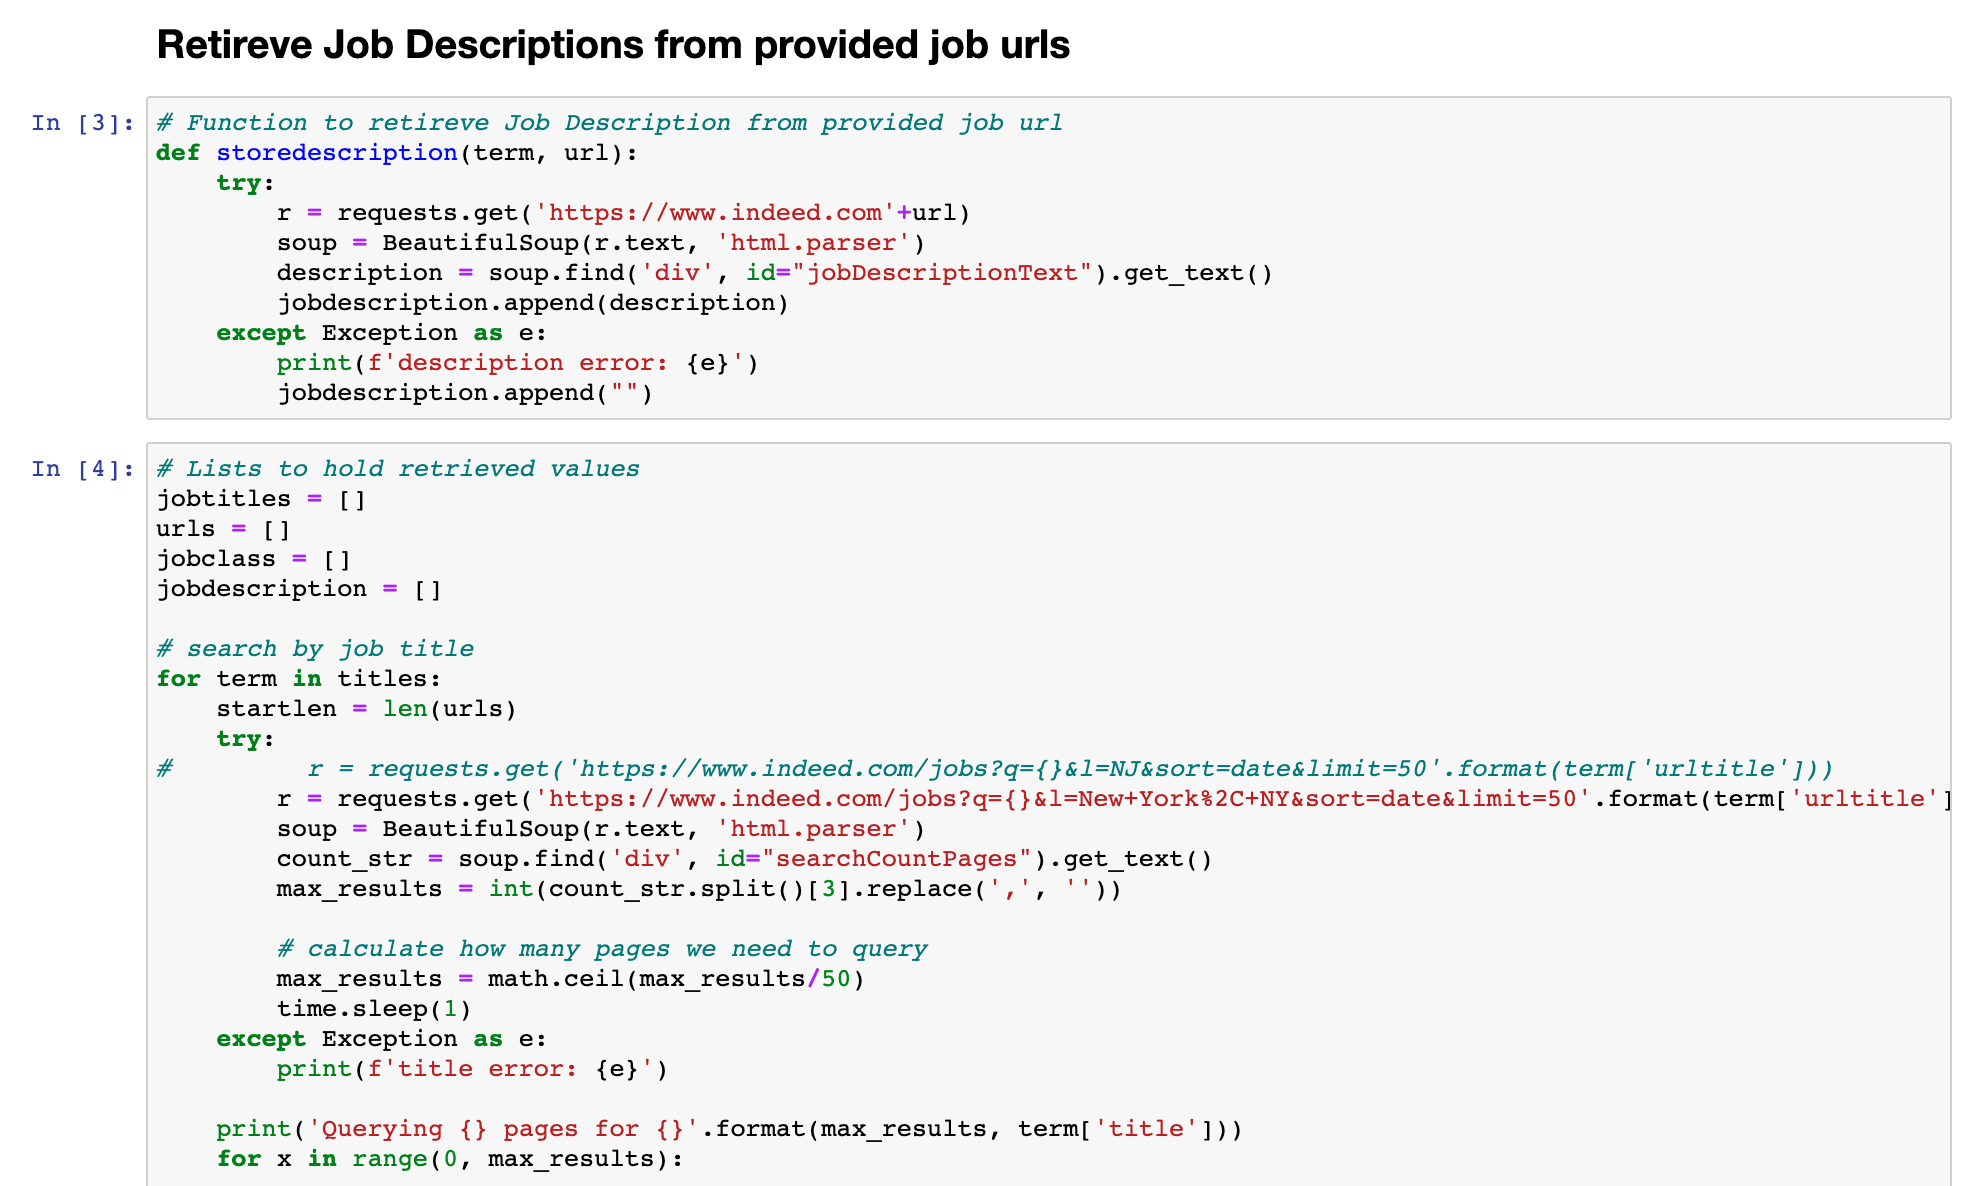 Retireve Job Descriptions from provided job urls
In [3]:
# Function to retireve Job Description from provided job url
def storedescription(term, url):
    try:
        r = requests.get('https://www.indeed.com'+url)
        soup = BeautifulSoup(r.text, 'html.parser')
        description = soup.find('div', id="jobDescriptionText").get_text()
        jobdescription.append(description)
    except Exception as e:
        print(f'description error: {e}')
        jobdescription.append("")
In [4]:
# Lists to hold retrieved values
jobtitles = []
urls = []
jobclass = []
jobdescription = []
# search by job title
for term in titles:
    startlen = len(urls)
    try:
#         r = requests.get('https://www.indeed.com/jobs?q={}&l=NJ&sort=date&limit=50'.format(term['urltitle']))
        r = requests.get('https://www.indeed.com/jobs?q={}&l=New+York%2C+NY&sort=date&limit=50'.format(term['urltitle']
        soup = BeautifulSoup(r.text, 'html.parser')
        count_str = soup.find('div', id="searchCountPages").get_text()
        max_results = int(count_str.split()[3].replace(',', ''))
        # calculate how many pages we need to query
        max_results = math.ceil(max_results/50)
        time.sleep(1)
    except Exception as e:
        print(f'title error: {e}')
    print('Querying {} pages for {}'.format(max_results, term['title']))
    for x in range(0, max_results):